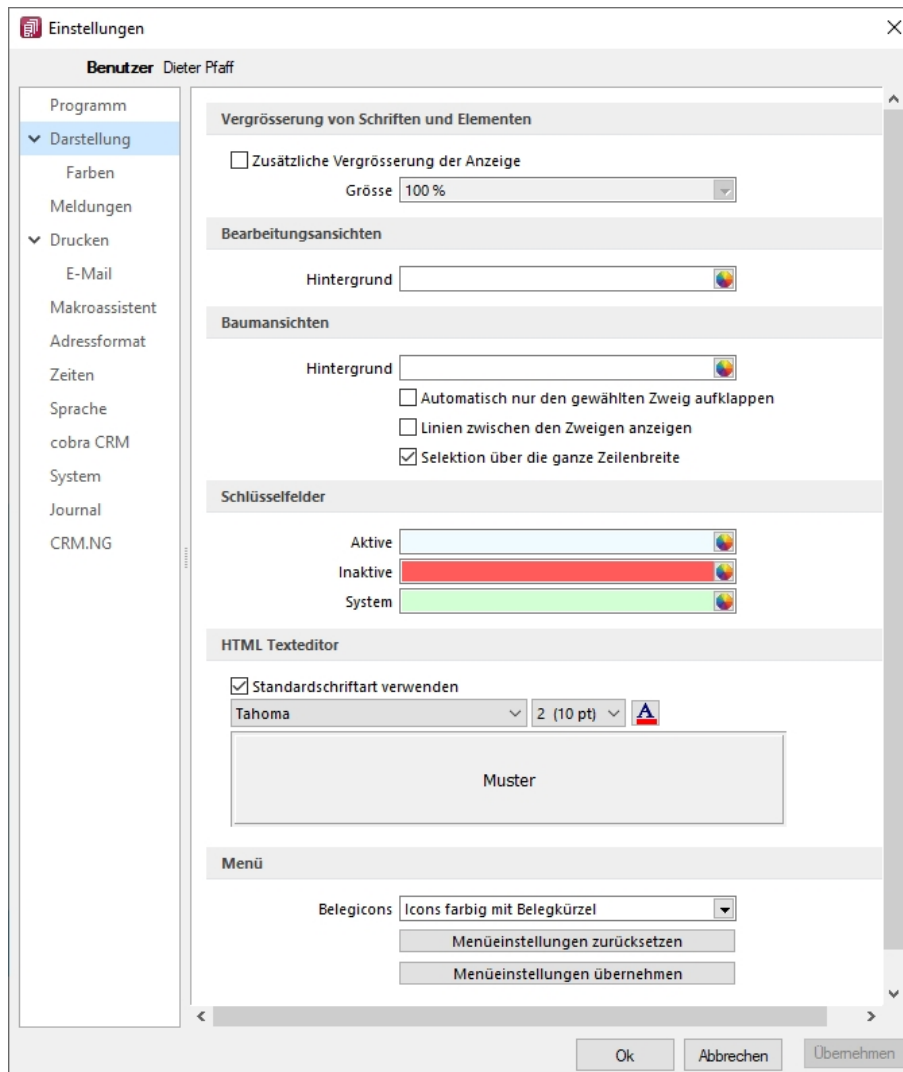 Einstellungen
Benutzer Dieter Pfaff
Programm
Darstellung
Farben
Meldungen
Drucken
E-Mail
Makroassistent
Adressformat
Zeiten
Sprache
cobra CRM
System
Journal
CRM.NG
Vergrösserung von Schriften und Elementen
Zusätzliche Vergrösserung der Anzeige
Grösse 100 %
Bearbeitungsansichten
Hintergrund
Baumansichten
Hintergrund
Automatisch nur den gewählten Zweig aufklappen
Linien zwischen den Zweigen anzeigen
Selektion über die ganze Zeilenbreite
Schlüsselfelder
Aktive
Inaktive
System
HTML Texteditor
Standardschriftart verwenden
Tahoma 2 (10 pt) A
Muster
Menü
Belegicons Icons farbig mit Belegkürzel
Menüeinstellungen zurücksetzen
Menüeinstellungen übernehmen
Ok Abbrechen Übernehmen